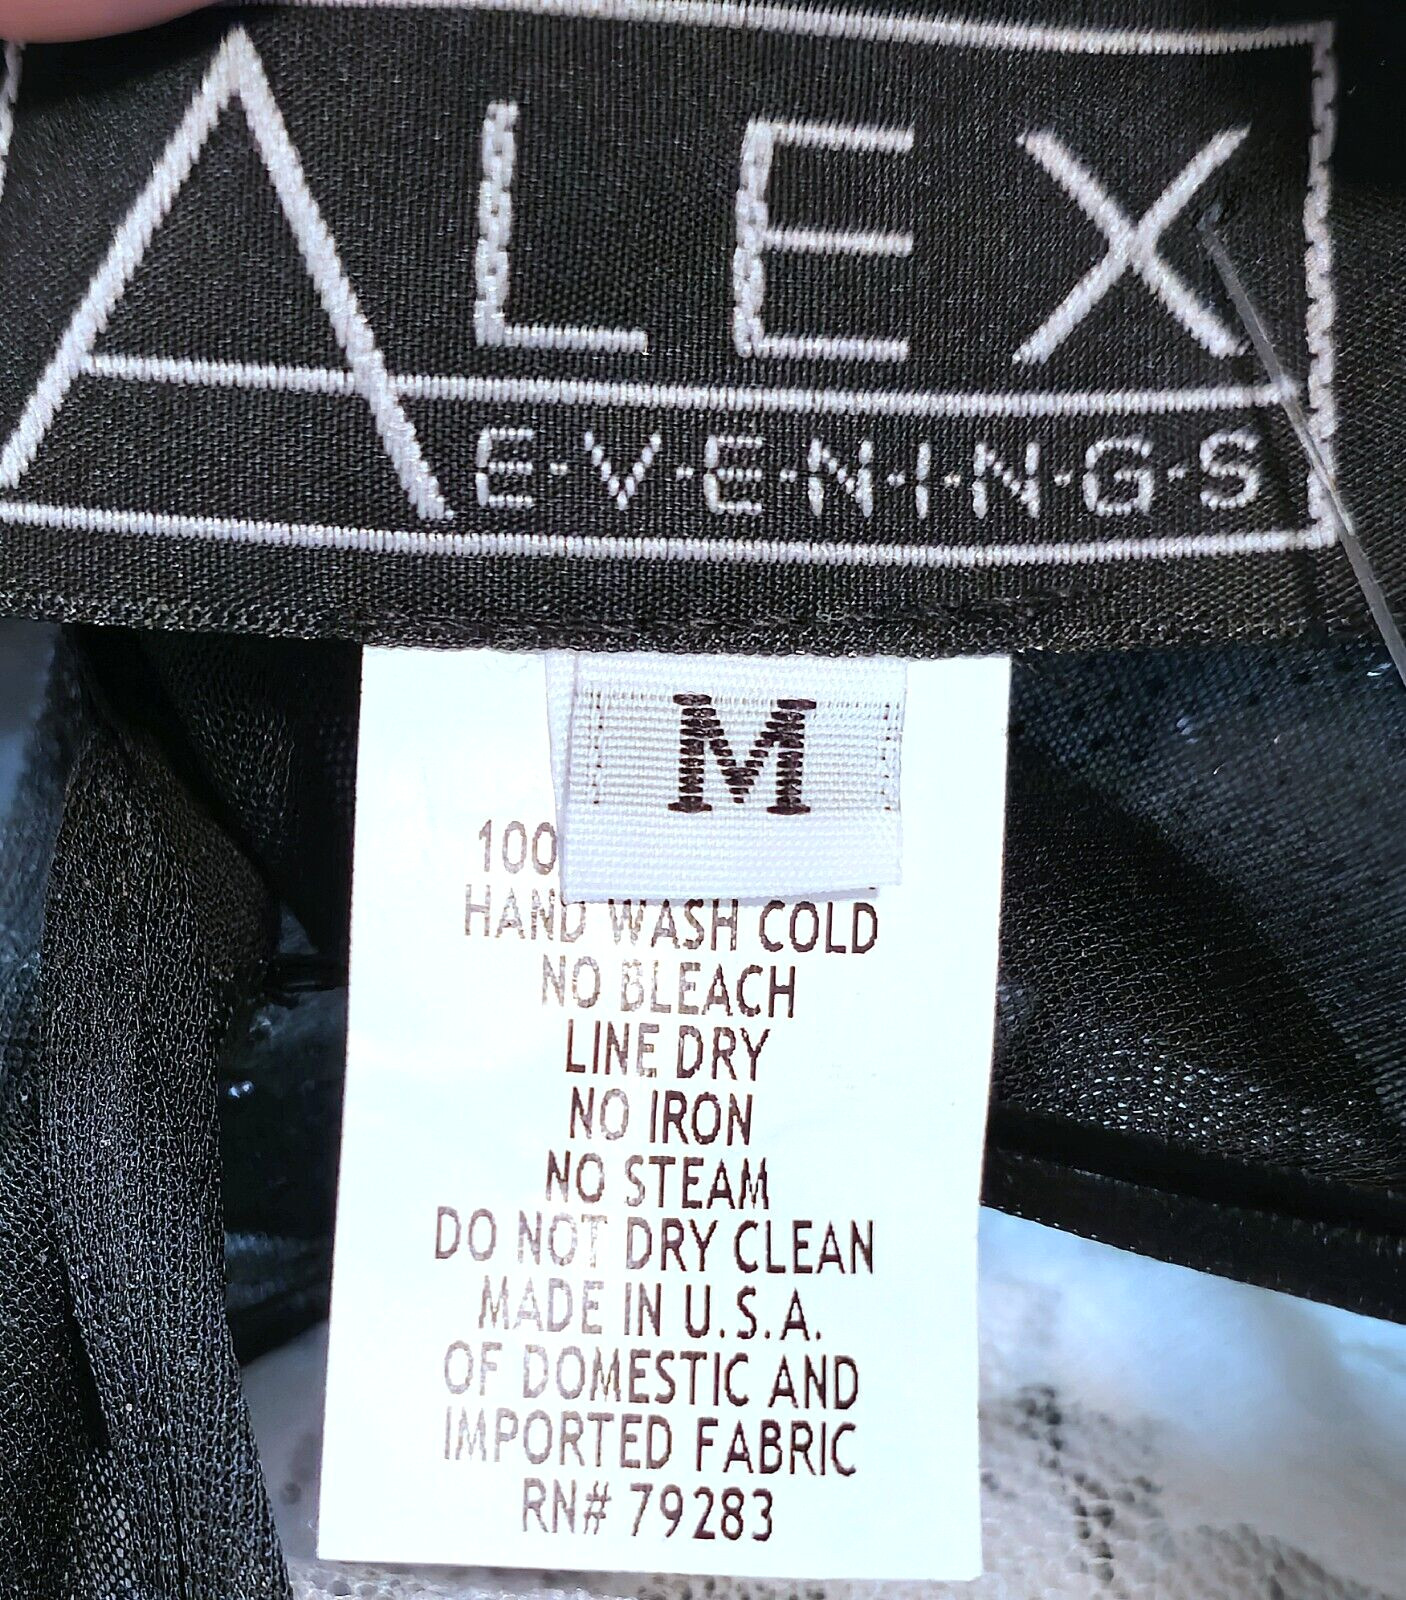 ALEX
E·V·E·N·I·N·G·S
M
100
HAND WASH COLD
NO BLEACH
LINE DRY
NO IRON
NO STEAM
DO NOT DRY CLEAN
MADE IN U.S.A.
OF DOMESTIC AND
IMPORTED FABRIC
RN# 79283